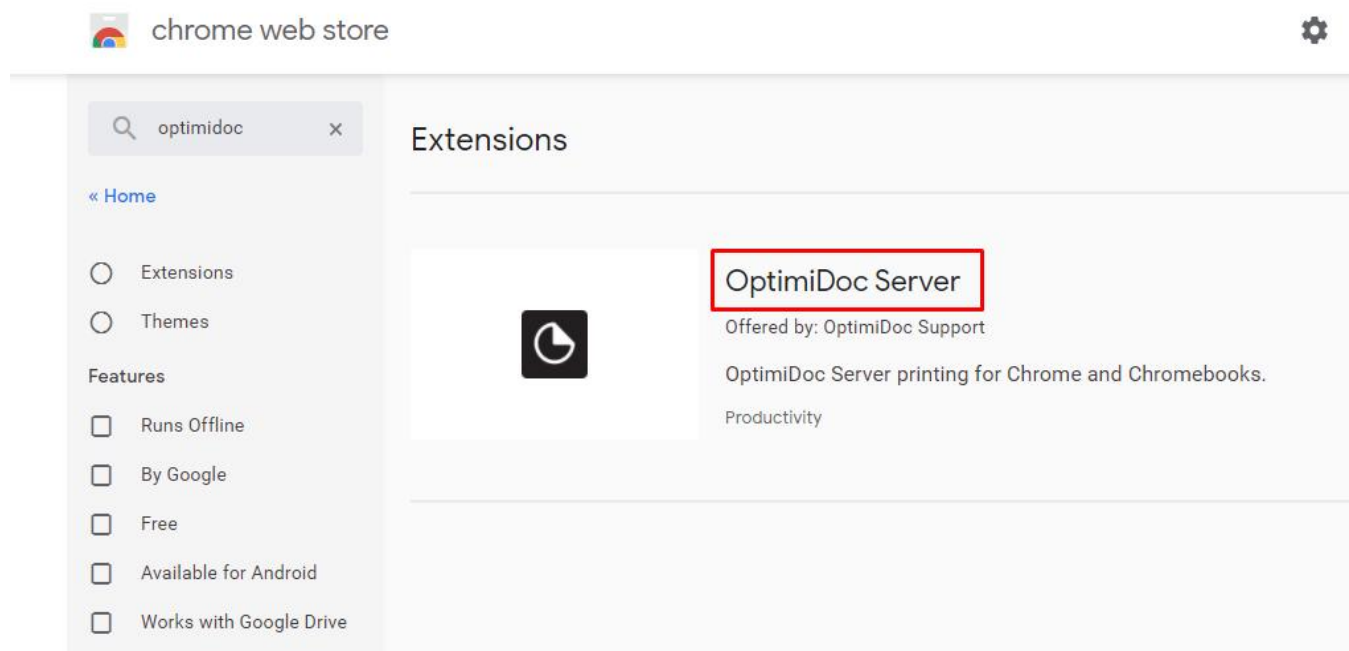 chrome web store
optimidoc
« Home
Extensions
Themes
Features
Runs Offline
By Google
Free
Available for Android
Works with Google Drive
Extensions
OptimiDoc Server
Offered by: OptimiDoc Support
OptimiDoc Server printing for Chrome and Chromebooks.
Productivity